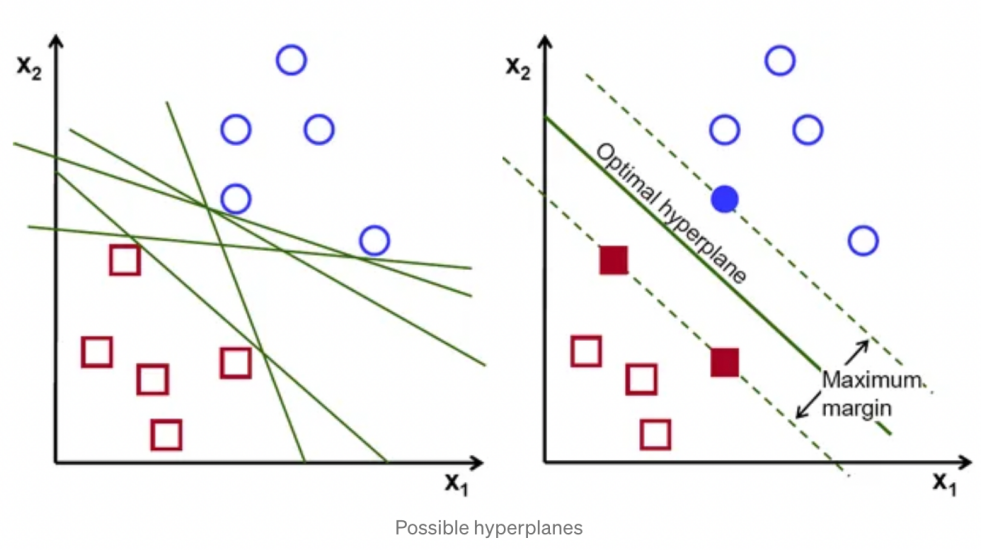 x2
x1
x2
Optimal hyperplane
Maximum
margin
x1
Possible hyperplanes